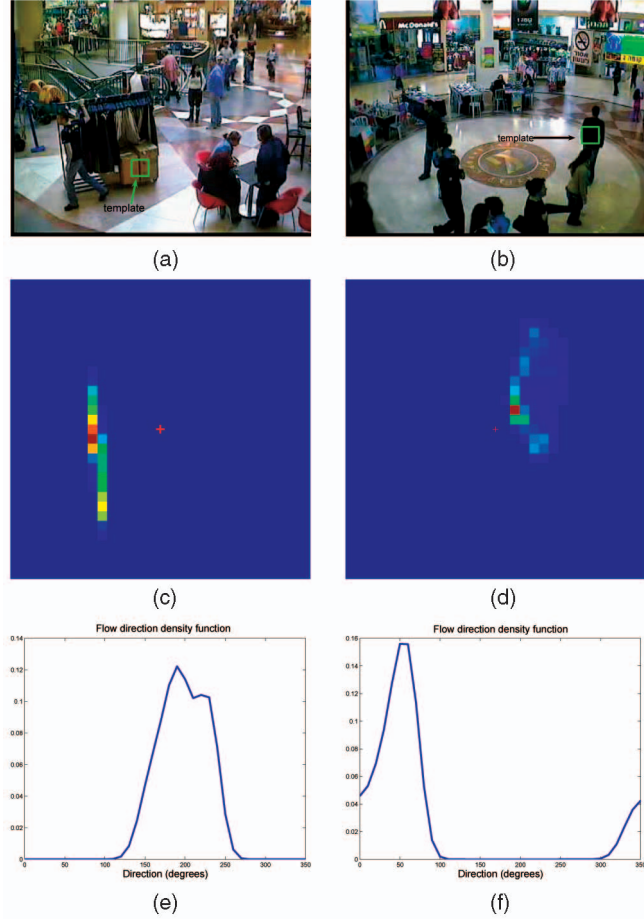 McDonald's
template
template
(a)
(b)
(c)
(d)
Flow direction density function
0.14
0.12
0.1
0.08
0.06
0.04
0.02
0
0
50
100
150
200
250
300
350
Direction (degrees)
Flow direction density function
0.16
0.14
0.12
0.1
0.08
0.06
0.04
0.02
0
0
50
100
150
200
250
300
350
Direction (degrees)
(e)
(f)